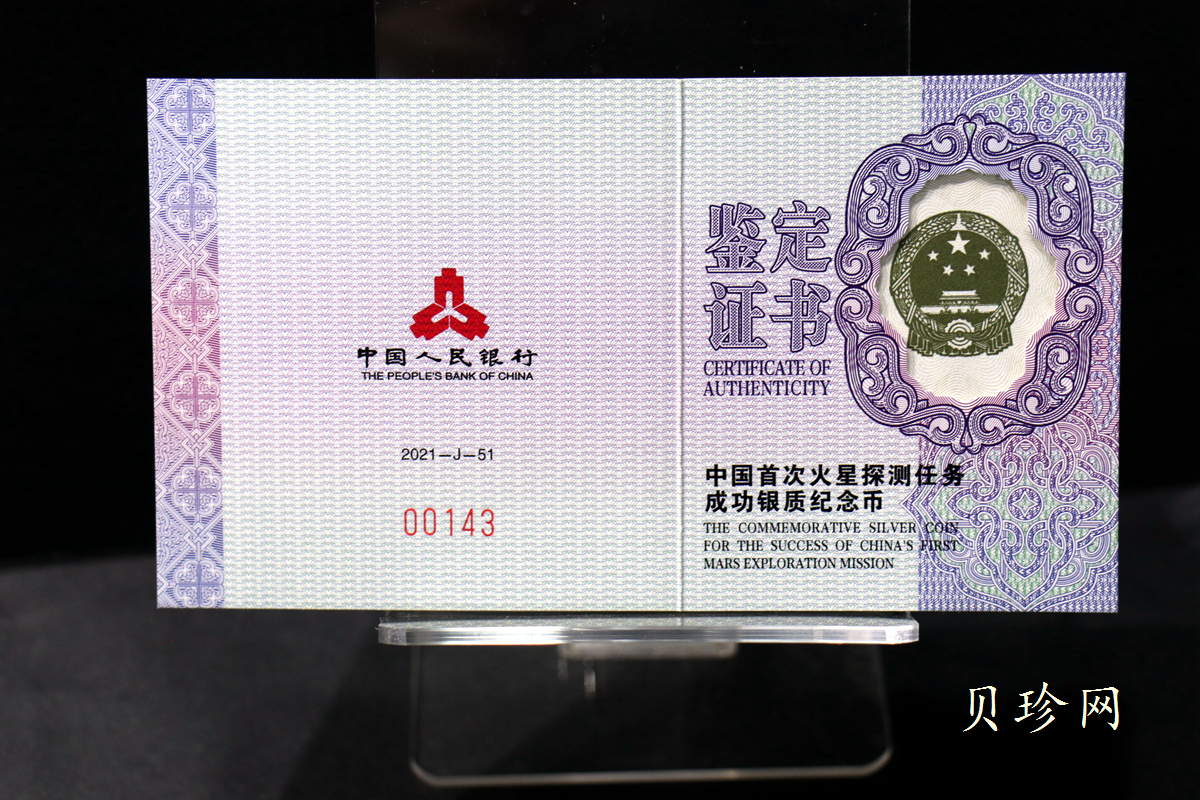 中国人民银行
THE PEOPLE'S BANK OF CHINA
2021—J—51
00143
鉴定
证书
CERTIFICATE OF
AUTHENTICITY
中国首次火星探测任务
成功银质纪念币
THE COMMEMORATIVE SILVER COIN
FOR THE SUCCESS OF CHINA'S FIRST
MARS EXPLORATION MISSION
贝珍网